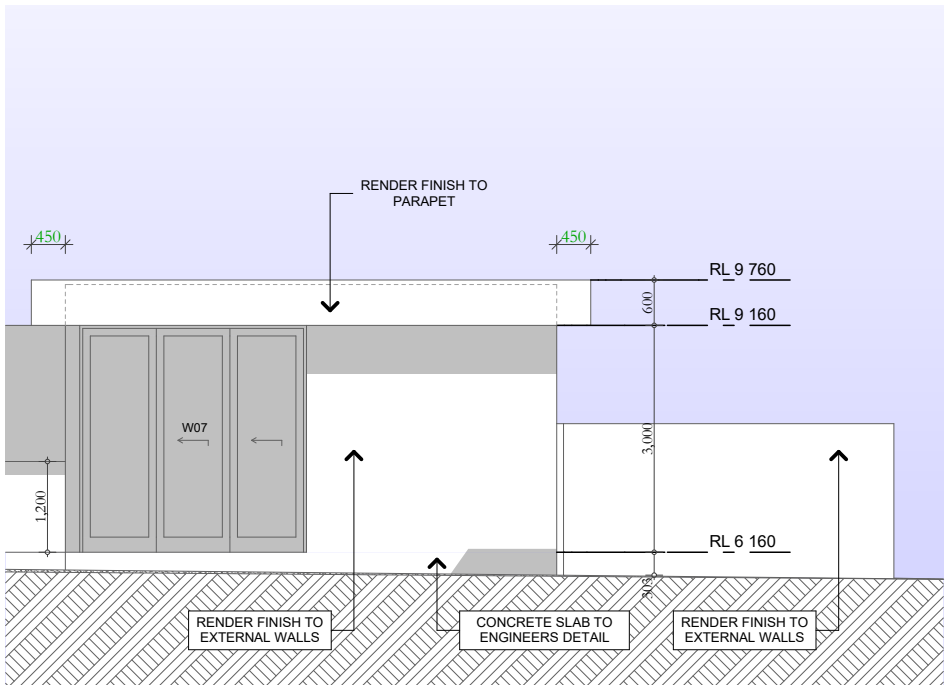 RENDER FINISH TO
PARAPET
450
450
RL 9 760
600
RL 9 160
W07
3,000
1,200
RL 6 160
303
RENDER FINISH TO
EXTERNAL WALLS
CONCRETE SLAB TO
ENGINEERS DETAIL
RENDER FINISH TO
EXTERNAL WALLS